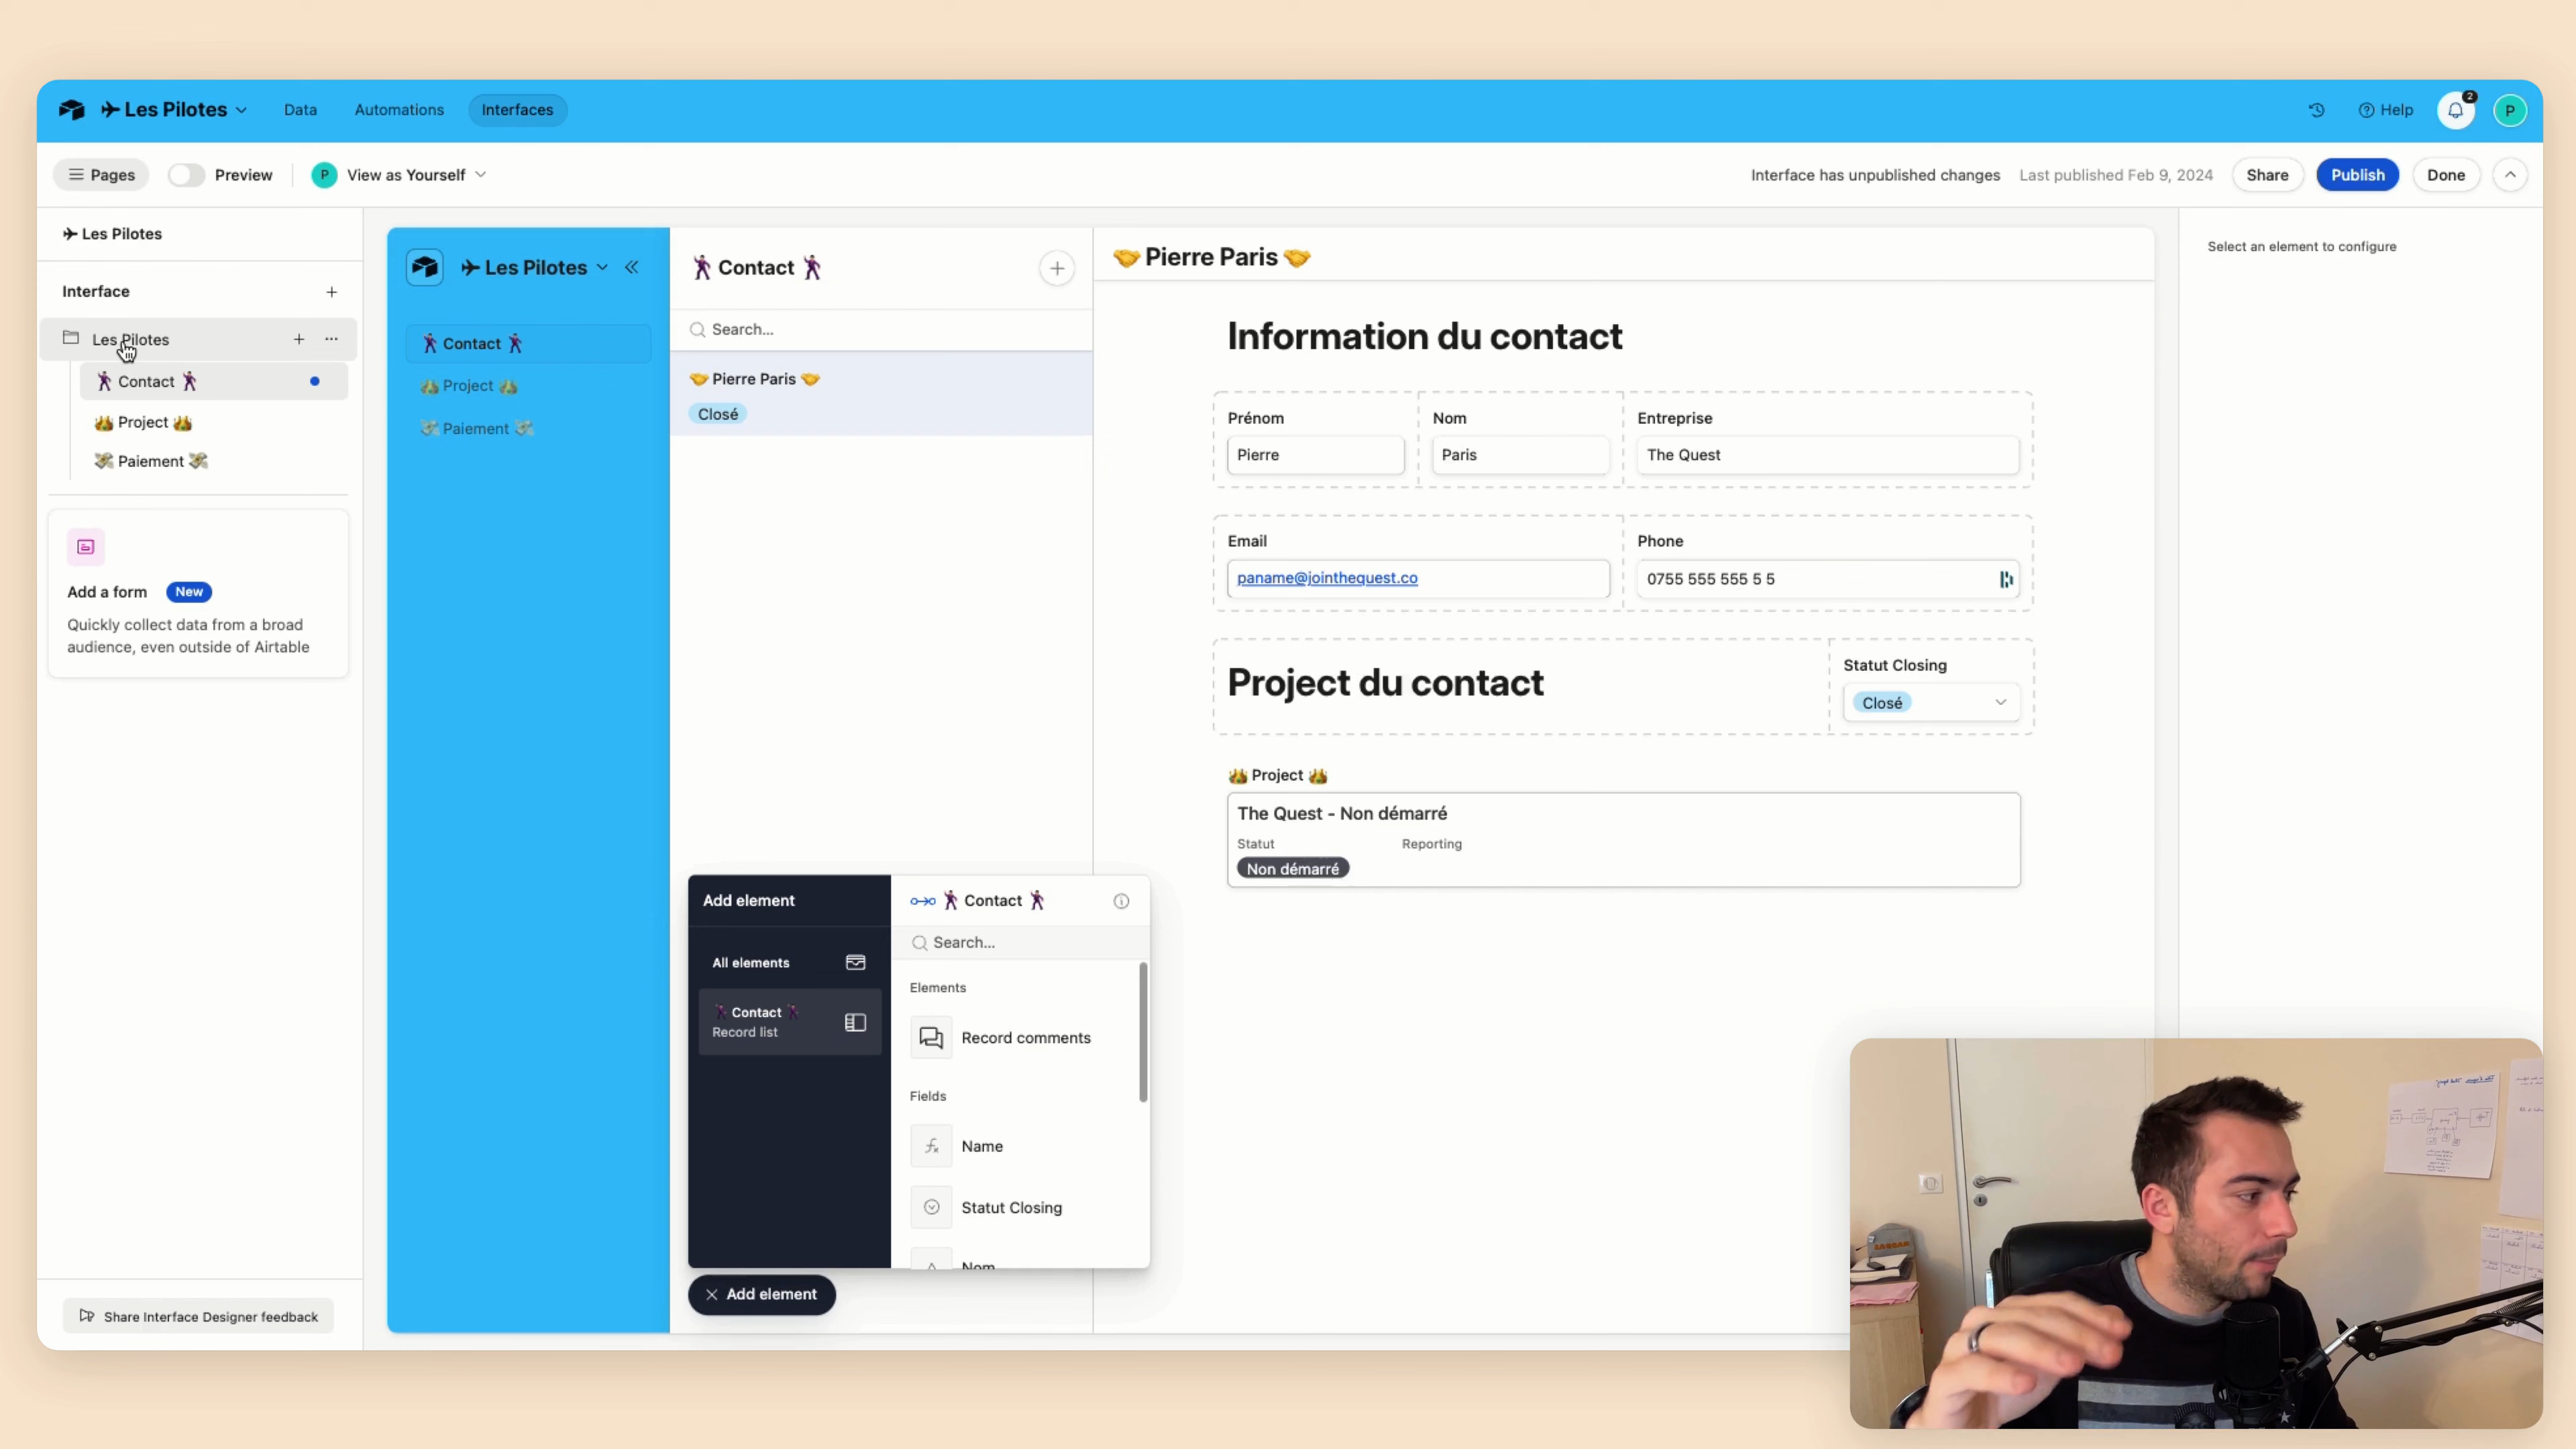 Les Pilotes
Data
Automations
Interfaces
Help
2
P
Pages
Preview
P
View as Yourself
Interface has unpublished changes
Last published Feb 9, 2024
Share
Publish
Done
Les Pilotes
Interface
Les Pilotes
Contact
Project
Paiement
Add a form
New
Quickly collect data from a broad
audience, even outside of Airtable
Share Interface Designer feedback
Les Pilotes
Contact
Project
Paiement
Contact
Search...
Pierre Paris
Closé
Pierre Paris
Information du contact
Prénom
Nom
Entreprise
Pierre
Paris
The Quest
Email
Phone
paname@jointhequest.co
0755 555 555 5 5
Project du contact
Statut Closing
Closé
Project
The Quest - Non démarré
Statut
Reporting
Non démarré
Select an element to configure
Add element
All elements
Contact
Record list
Contact
Search...
Elements
Record comments
Fields
Name
Statut Closing
Nom
Add element